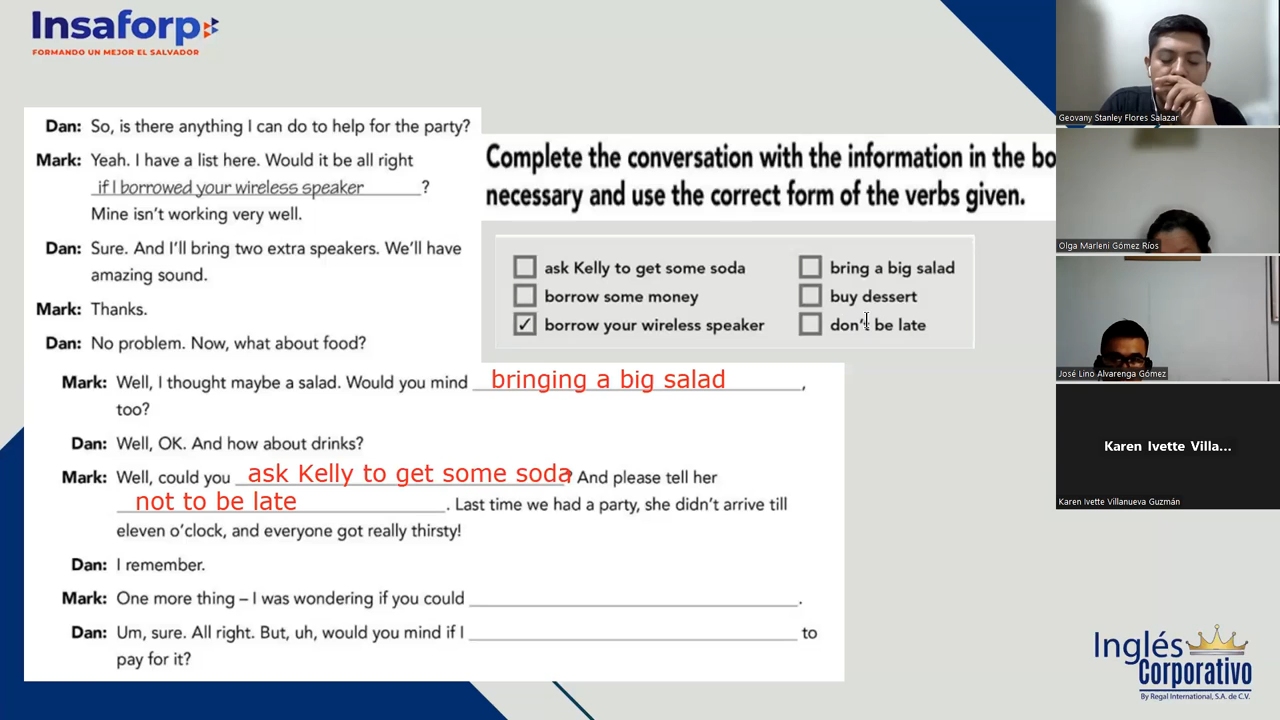 Insaforp
FORMANDO UN MEJOR EL SALVADOR
Dan: So, is there anything I can do to help for the party?
Mark: Yeah. I have a list here. Would it be all right
if I borrowed your wireless speaker ?
Mine isn't working very well.
Dan: Sure. And I'll bring two extra speakers. We'll have
amazing sound.
Mark: Thanks.
Dan: No problem. Now, what about food?
Mark: Well, I thought maybe a salad. Would you mind bringing a big salad ,
too?
Dan: Well, OK. And how about drinks?
Mark: Well, could you ask Kelly to get some soda ? And please tell her
not to be late . Last time we had a party, she didn't arrive till
eleven o'clock, and everyone got really thirsty!
Dan: I remember.
Mark: One more thing – I was wondering if you could .
Dan: Um, sure. All right. But, uh, would you mind if I to
pay for it?
Complete the conversation with the information in the bo
necessary and use the correct form of the verbs given.
ask Kelly to get some soda
borrow some money
✓ borrow your wireless speaker
bring a big salad
buy dessert
don't be late
Geovany Stanley Flores Salazar
Olga Marleni Gómez Ríos
José Lino Alvarenga Gómez
Karen Ivette Villa...
Karen Ivette Villanueva Guzmán
Inglés
Corporativo
By Regal International, S.A. de C.V.